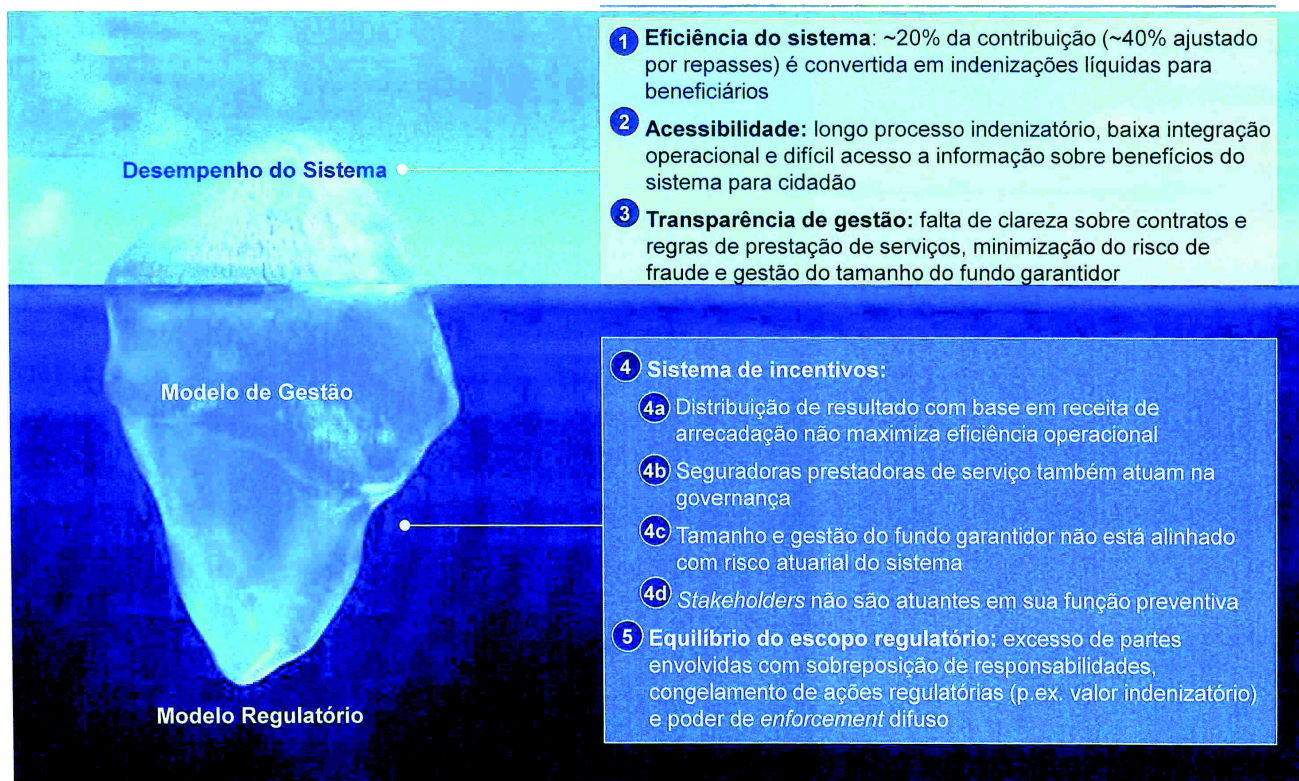 1 Eficiência do sistema: ~20% da contribuição (~40% ajustado
por repasses) é convertida em indenizações líquidas para
beneficiários
2 Acessibilidade: longo processo indenizatório, baixa integração
operacional e difícil acesso a informação sobre benefícios do
sistema para cidadão
Desempenho do Sistema
3 Transparência de gestão: falta de clareza sobre contratos e
regras de prestação de serviços, minimização do risco de
fraude e gestão do tamanho do fundo garantidor
Modelo de Gestão
4 Sistema de incentivos:
4a Distribuição de resultado com base em receita de
arrecadação não maximiza eficiência operacional
4b Seguradoras prestadoras de serviço também atuam na
governança
4c Tamanho e gestão do fundo garantidor não está alinhado
com risco atuarial do sistema
4d Stakeholders não são atuantes em sua função preventiva
5 Equilíbrio do escopo regulatório: excesso de partes
envolvidas com sobreposição de responsabilidades,
congelamento de ações regulatórias (p.ex. valor indenizatório)
e poder de enforcement difuso
Modelo Regulatório